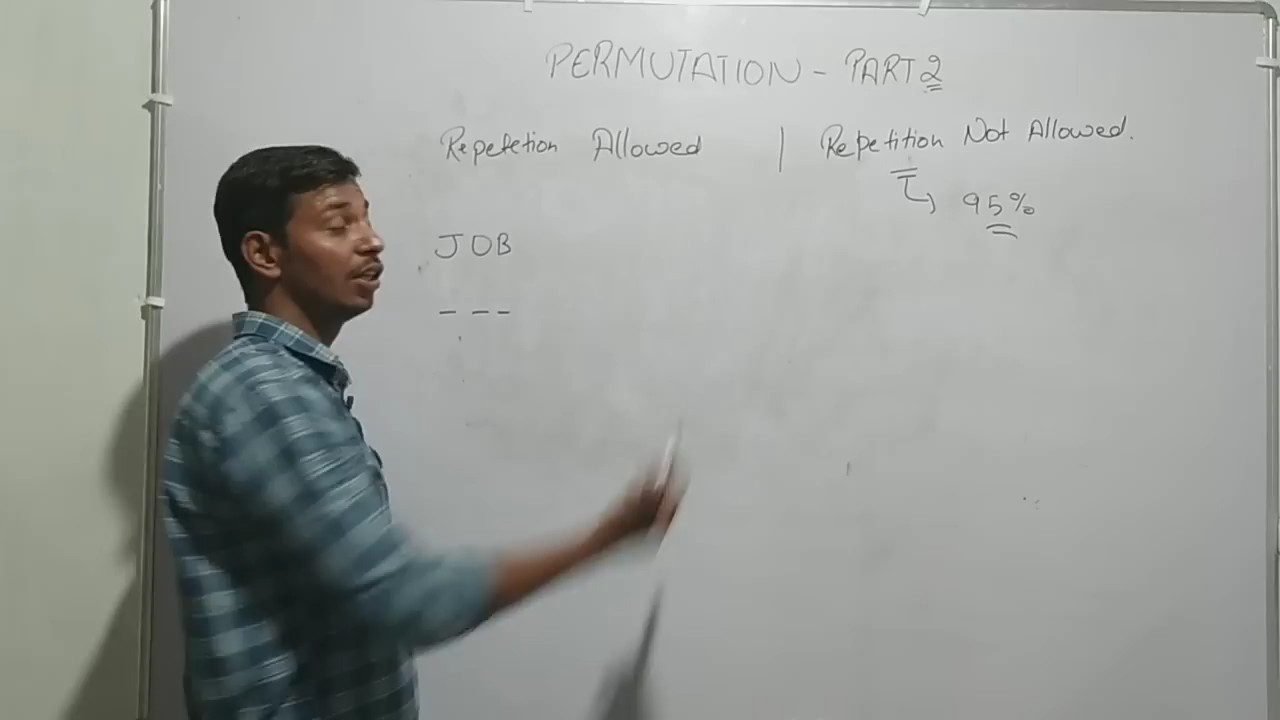 PERMUTATION - PART 2
Repetetion Allowed | Repetition Not Allowed.
95%
JOB
- - -